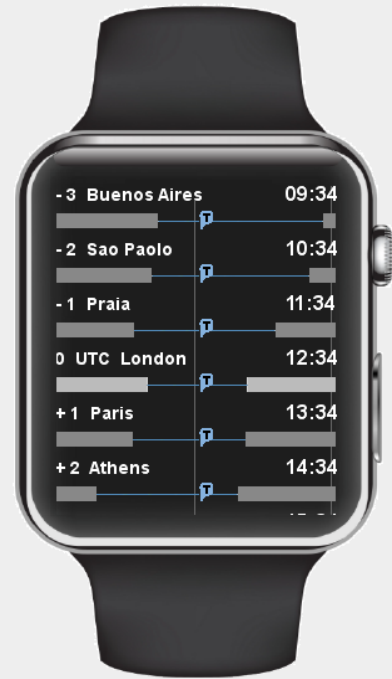 - 3 Buenos Aires 09:34
T
- 2 Sao Paolo 10:34
T
- 1 Praia 11:34
T
0 UTC London 12:34
T
+ 1 Paris 13:34
T
+ 2 Athens 14:34
T